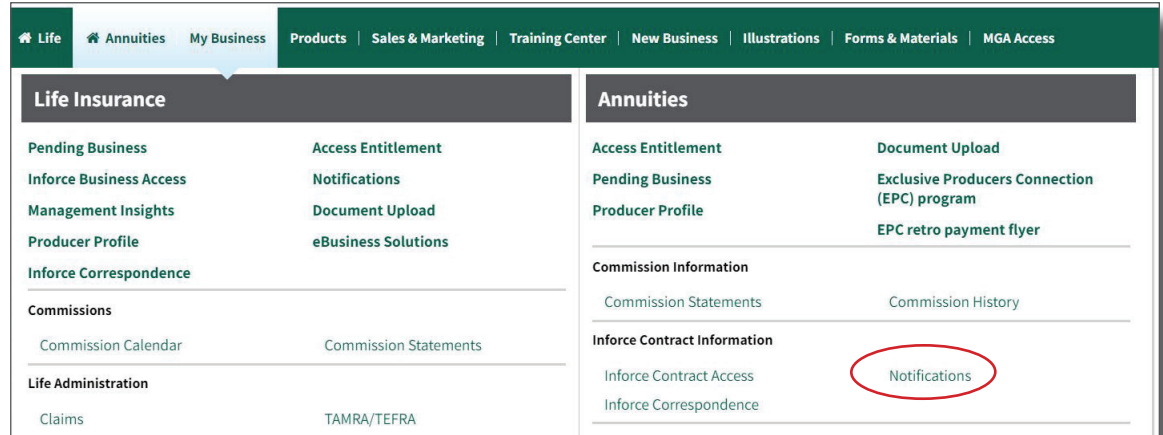 Life Annuities My Business Products | Sales & Marketing | Training Center | New Business | Illustrations | Forms & Materials | MGA Access
Life Insurance
Pending Business Access Entitlement
Inforce Business Access Notifications
Management Insights Document Upload
Producer Profile eBusiness Solutions
Inforce Correspondence
Commissions
Commission Calendar Commission Statements
Life Administration
Claims TAMRA/TEFRA
Annuities
Access Entitlement Document Upload
Pending Business Exclusive Producers Connection
(EPC) program
Producer Profile
EPC retro payment flyer
Commission Information
Commission Statements Commission History
Inforce Contract Information
Inforce Contract Access Notifications
Inforce Correspondence